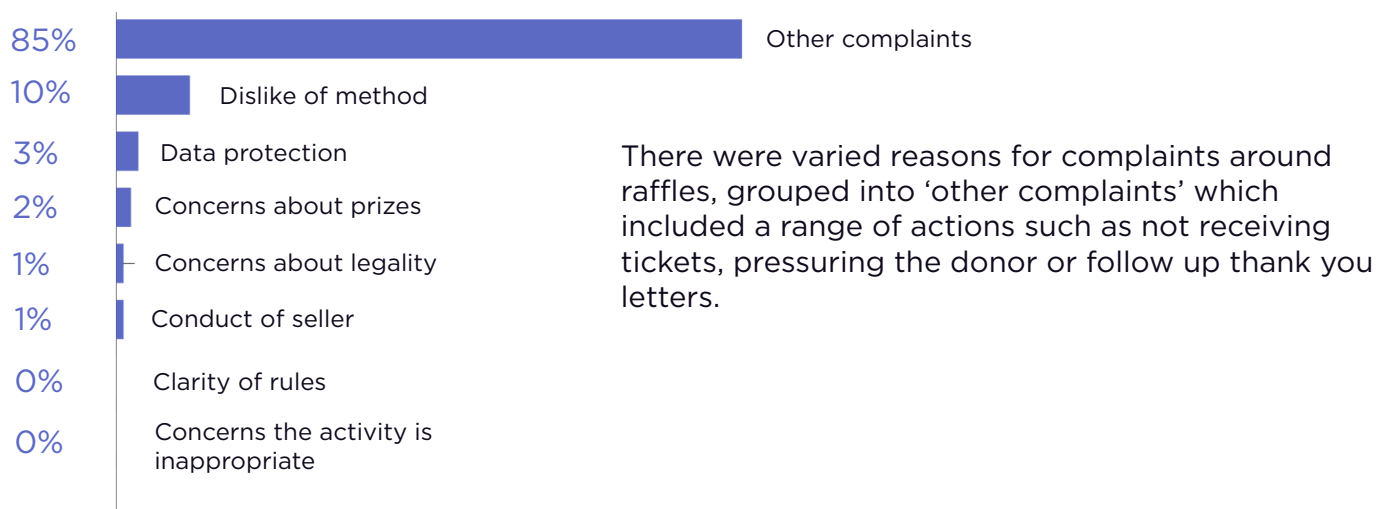 85%
Other complaints
10%
Dislike of method
3%
Data protection
2%
Concerns about prizes
1%
Concerns about legality
1%
Conduct of seller
0%
Clarity of rules
0%
Concerns the activity is
inappropriate
There were varied reasons for complaints around
raffles, grouped into ‘other complaints’ which
included a range of actions such as not receiving
tickets, pressuring the donor or follow up thank you
letters.